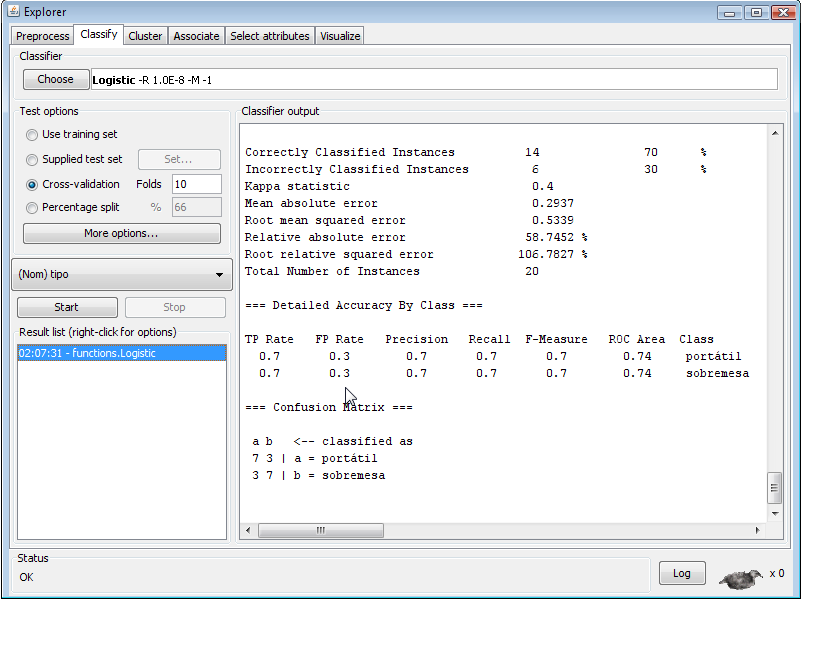 Explorer
Preprocess Classify Cluster Associate Select attributes Visualize
Classifier
Choose Logistic -R 1.0E-8 -M -1
Test options
Use training set
Supplied test set Set...
Cross-validation Folds 10
Percentage split % 66
More options...
(Nom) tipo
Start Stop
Result list (right-click for options)
02:07:31 - functions.Logistic
Classifier output
Correctly Classified Instances 14 70 %
Incorrectly Classified Instances 6 30 %
Kappa statistic 0.4
Mean absolute error 0.2937
Root mean squared error 0.5339
Relative absolute error 58.7452 %
Root relative squared error 106.7827 %
Total Number of Instances 20
=== Detailed Accuracy By Class ===
TP Rate FP Rate Precision Recall F-Measure ROC Area Class
0.7 0.3 0.7 0.7 0.7 0.74 portátil
0.7 0.3 0.7 0.7 0.7 0.74 sobremesa
=== Confusion Matrix ===
a b <-- classified as
7 3 | a = portátil
3 7 | b = sobremesa
Status
OK
Log
x 0